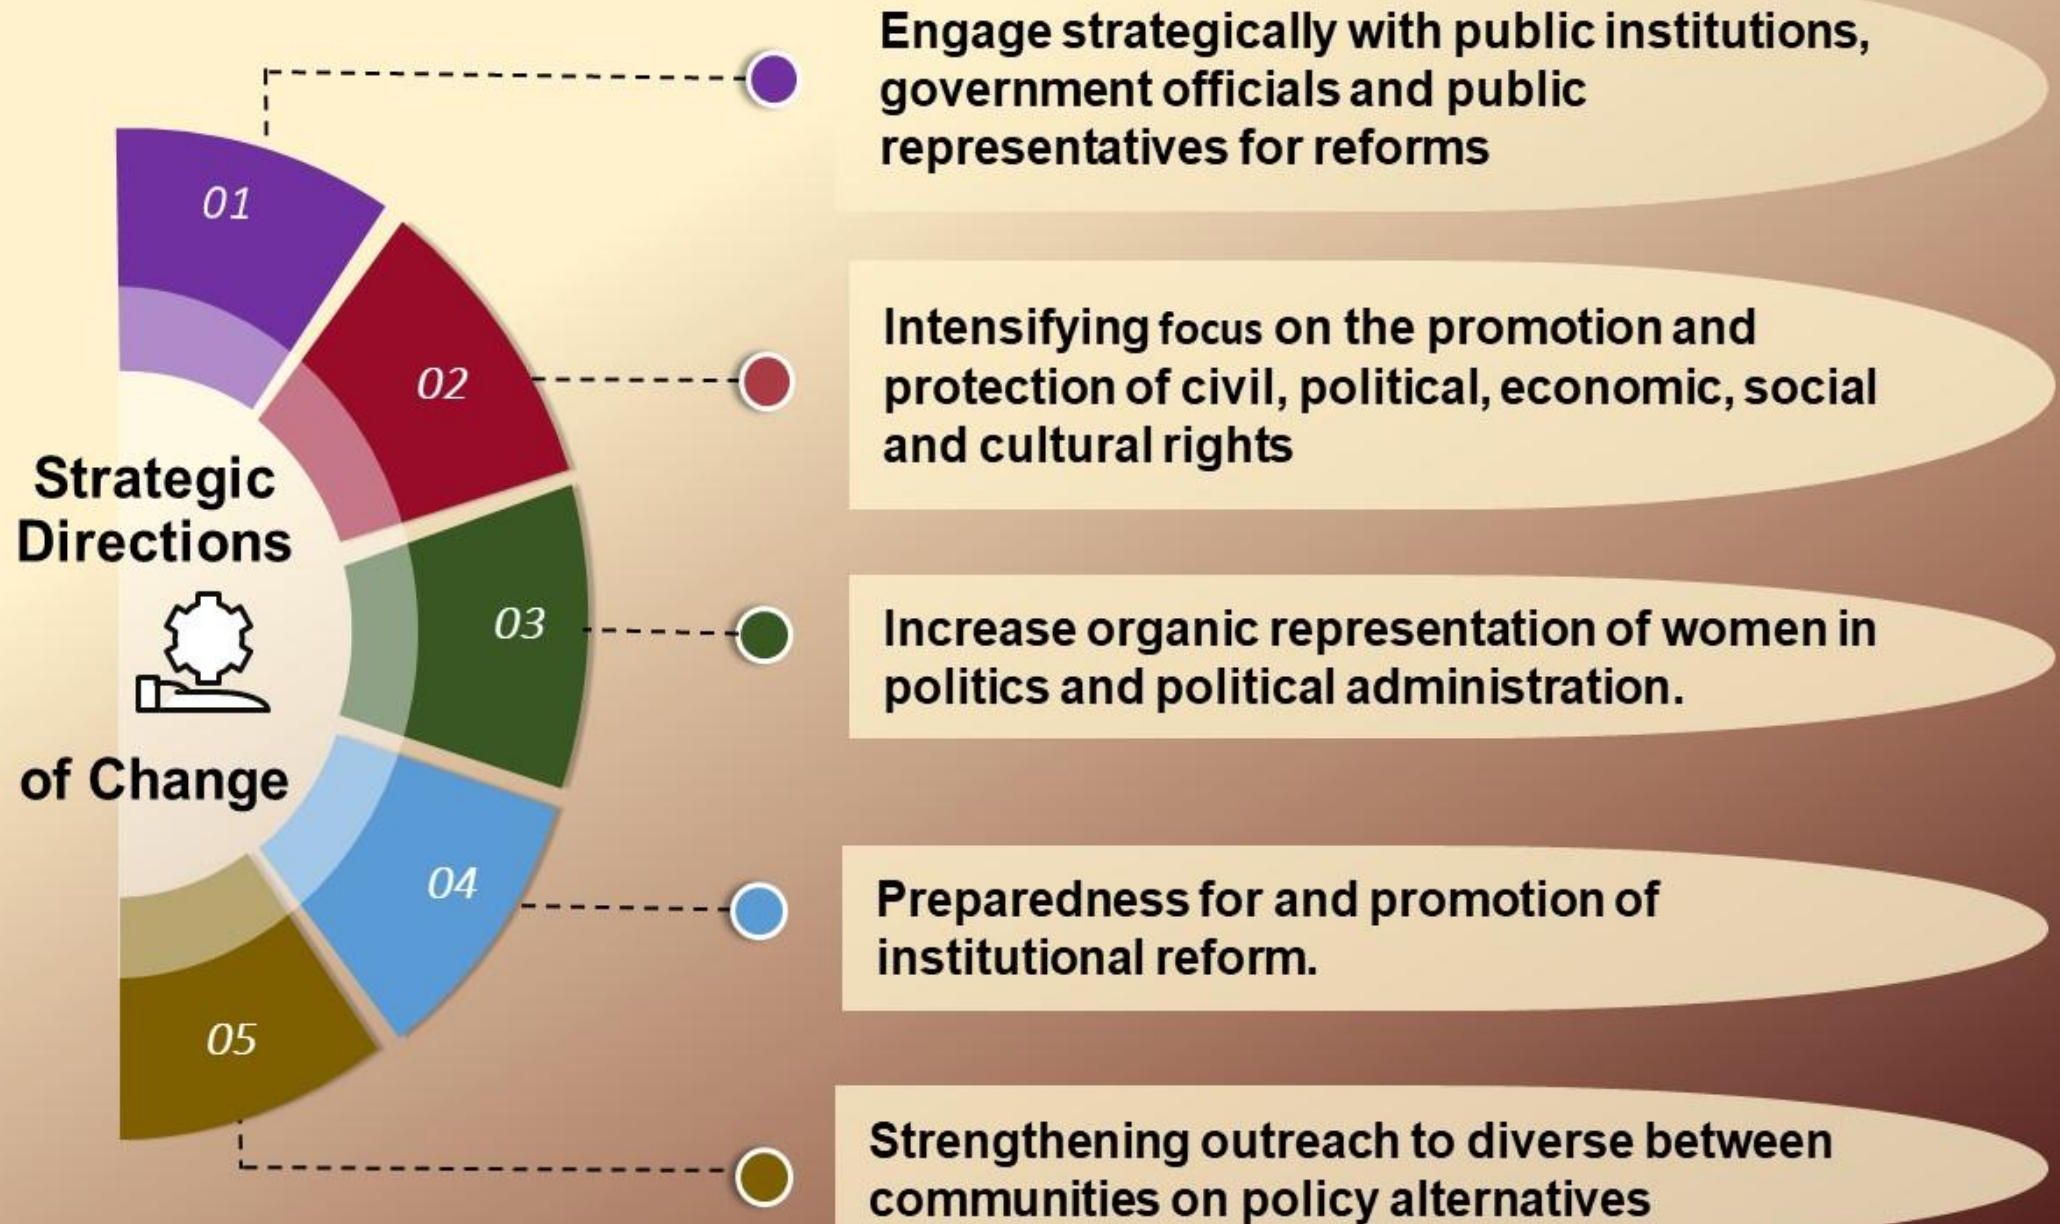 Strategic
Directions
of Change
01
Engage strategically with public institutions,
government officials and public
representatives for reforms
02
Intensifying focus on the promotion and
protection of civil, political, economic, social
and cultural rights
03
Increase organic representation of women in
politics and political administration.
04
Preparedness for and promotion of
institutional reform.
05
Strengthening outreach to diverse between
communities on policy alternatives